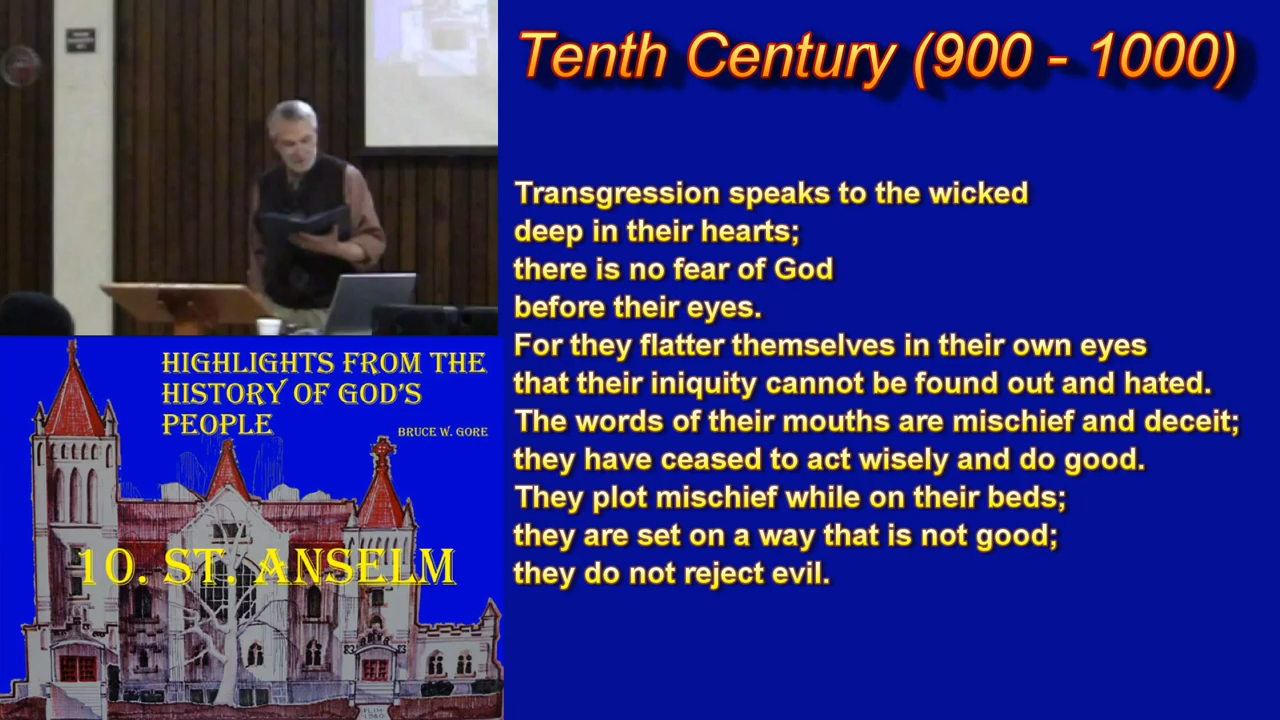 Tenth Century (900 - 1000)
Transgression speaks to the wicked
deep in their hearts;
there is no fear of God
before their eyes.
For they flatter themselves in their own eyes
that their iniquity cannot be found out and hated.
The words of their mouths are mischief and deceit;
they have ceased to act wisely and do good.
They plot mischief while on their beds;
they are set on a way that is not good;
they do not reject evil.
HIGHLIGHTS FROM THE
HISTORY OF GOD'S
PEOPLE
BRUCE W. GORE
10. ST. ANSELM